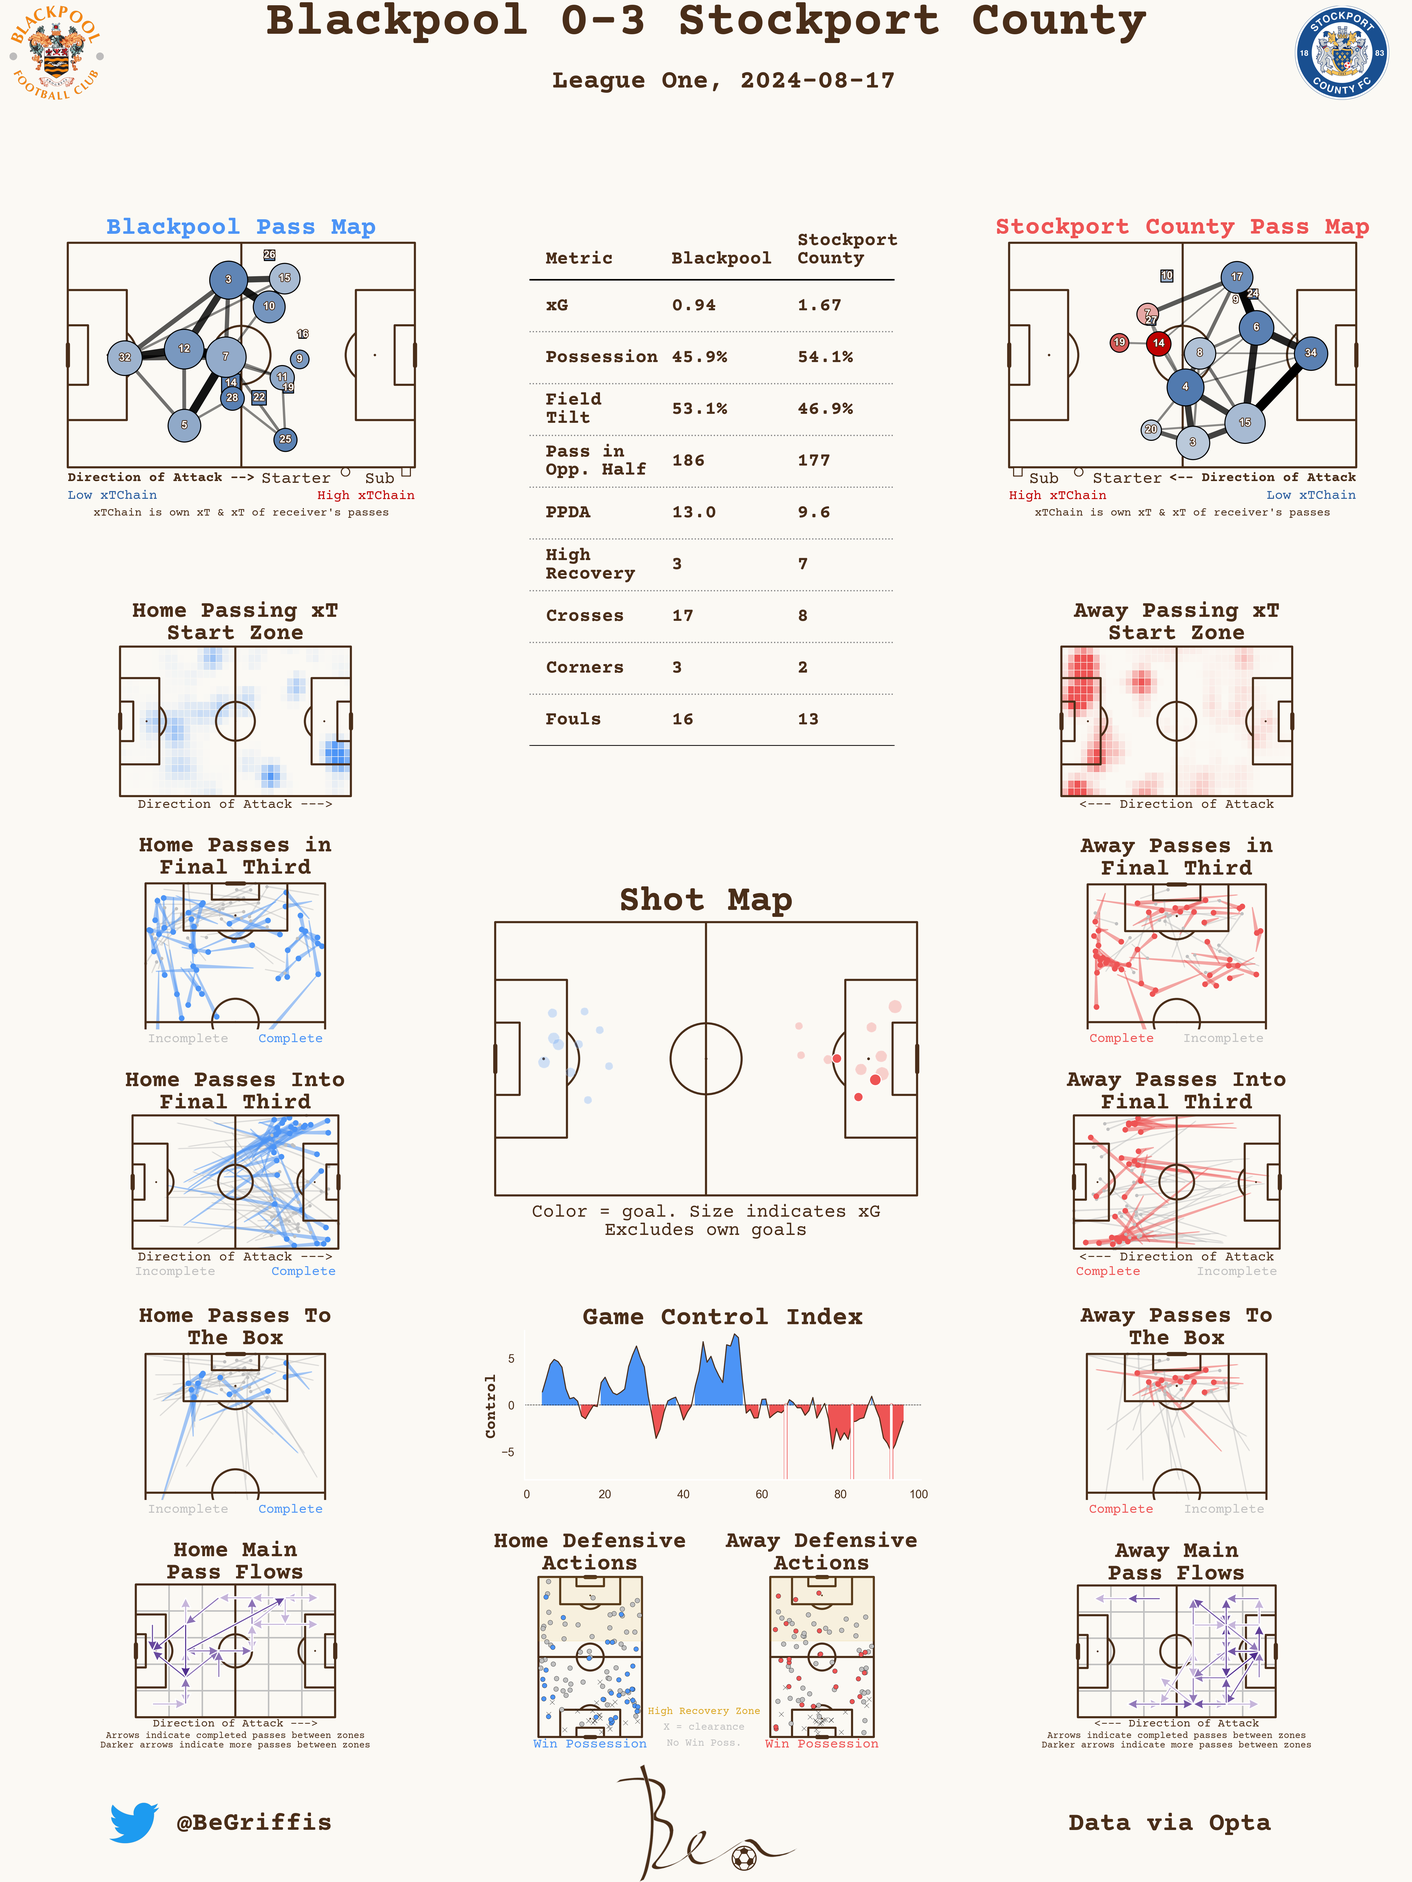 Blackpool 0-3 Stockport County
League One, 2024-08-17
BLACKPOOL
FOOTBALL CLUB
STOCKPORT
18 83
COUNTY FC
Blackpool Pass Map
26
3
15
10
16
12
7
32
9
11
14
19
28
22
5
25
Direction of Attack --> Starter Sub
Low xTChain High xTChain
xTChain is own xT & xT of receiver's passes
Metric Blackpool Stockport County
xG 0.94 1.67
Possession 45.9% 54.1%
Field Tilt 53.1% 46.9%
Pass in Opp. Half 186 177
PPDA 13.0 9.6
High Recovery 3 7
Crosses 17 8
Corners 3 2
Fouls 16 13
Stockport County Pass Map
10
17
24
9
7
27
6
19
14
8
34
4
20
15
3
Sub Starter <-- Direction of Attack
High xTChain Low xTChain
xTChain is own xT & xT of receiver's passes
Home Passing xT
Start Zone
Direction of Attack --->
Away Passing xT
Start Zone
<--- Direction of Attack
Home Passes in
Final Third
Incomplete Complete
Away Passes in
Final Third
Complete Incomplete
Shot Map
Color = goal. Size indicates xG
Excludes own goals
Home Passes Into
Final Third
Direction of Attack --->
Incomplete Complete
Away Passes Into
Final Third
<--- Direction of Attack
Complete Incomplete
Home Passes To
The Box
Incomplete Complete
Game Control Index
Control
5
0
−5
0 20 40 60 80 100
Away Passes To
The Box
Complete Incomplete
Home Main
Pass Flows
Direction of Attack --->
Arrows indicate completed passes between zones
Darker arrows indicate more passes between zones
Home Defensive
Actions
Win Possession
Away Defensive
Actions
Win Possession
High Recovery Zone
X = clearance
No Win Poss.
Away Main
Pass Flows
<--- Direction of Attack
Arrows indicate completed passes between zones
Darker arrows indicate more passes between zones
@BeGriffis
Ben
Data via Opta